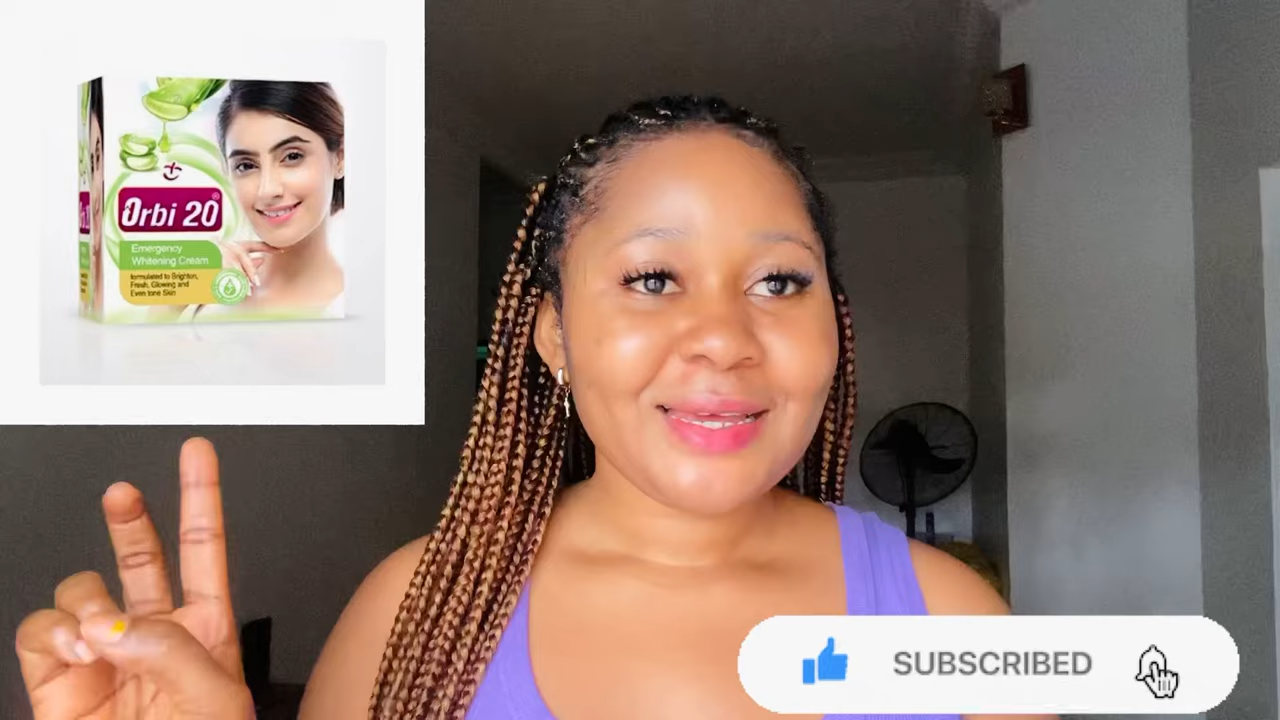 Orbi 20®
Emergency
Whitening Cream
formulated to Brighten,
Fresh, Glowing and
Even tone Skin
SUBSCRIBED